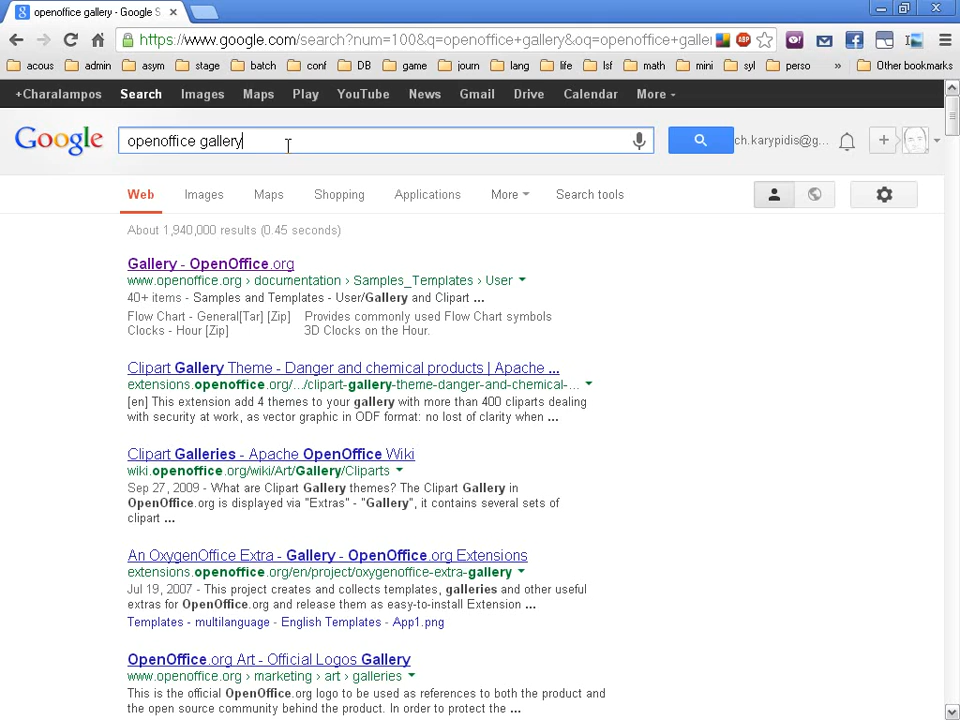 openoffice gallery - Google S
https://www.google.com/search?num=100&q=openoffice+gallery&oq=openoffice+galler
acous admin asym stage batch conf DB game journ lang life lsf math mini syl perso » Other bookmarks
+Charalampos Search Images Maps Play YouTube News Gmail Drive Calendar More
Google openoffice gallery ch.karypidis@g...
Web Images Maps Shopping Applications More Search tools
About 1,940,000 results (0.45 seconds)
Gallery - OpenOffice.org
www.openoffice.org › documentation › Samples_Templates › User
40+ items - Samples and Templates - User/Gallery and Clipart ...
Flow Chart - General[Tar] [Zip] Provides commonly used Flow Chart symbols
Clocks - Hour [Zip] 3D Clocks on the Hour.
Clipart Gallery Theme - Danger and chemical products | Apache ...
extensions.openoffice.org/.../clipart-gallery-theme-danger-and-chemical-...
[en] This extension add 4 themes to your gallery with more than 400 cliparts dealing
with security at work, as vector graphic in ODF format: no lost of clarity when ...
Clipart Galleries - Apache OpenOffice Wiki
wiki.openoffice.org/wiki/Art/Gallery/Cliparts
Sep 27, 2009 - What are Clipart Gallery themes? The Clipart Gallery in
OpenOffice.org is displayed via "Extras" - "Gallery", it contains several sets of
clipart ...
An OxygenOffice Extra - Gallery - OpenOffice.org Extensions
extensions.openoffice.org/en/project/oxygenoffice-extra-gallery
Jul 19, 2007 - This project creates and collects templates, galleries and other useful
extras for OpenOffice.org and release them as easy-to-install Extension ...
Templates - multilanguage - English Templates - App1.png
OpenOffice.org Art - Official Logos Gallery
www.openoffice.org › marketing › art › galleries
This is the official OpenOffice.org logo to be used as references to both the product and
the open source community behind the product. In order to protect the ...